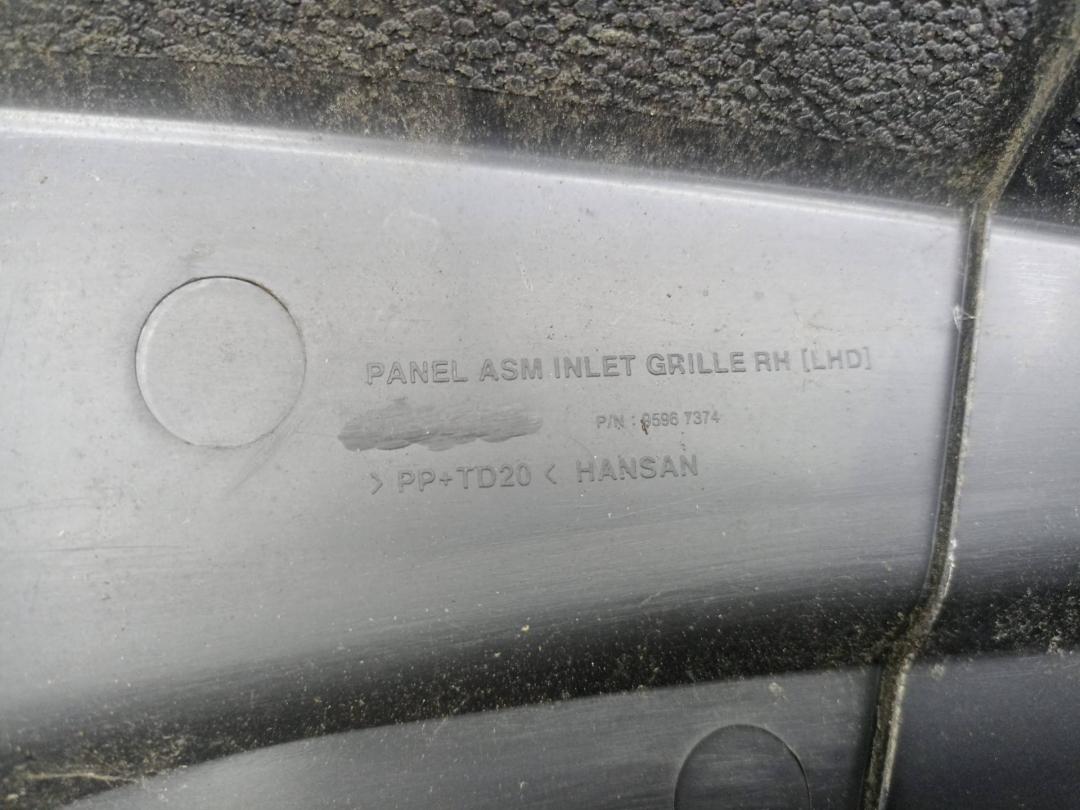 PANEL ASM INLET GRILLE RH [LHD]
P/N : 9596 7374
> PP+TD20 < HANSAN